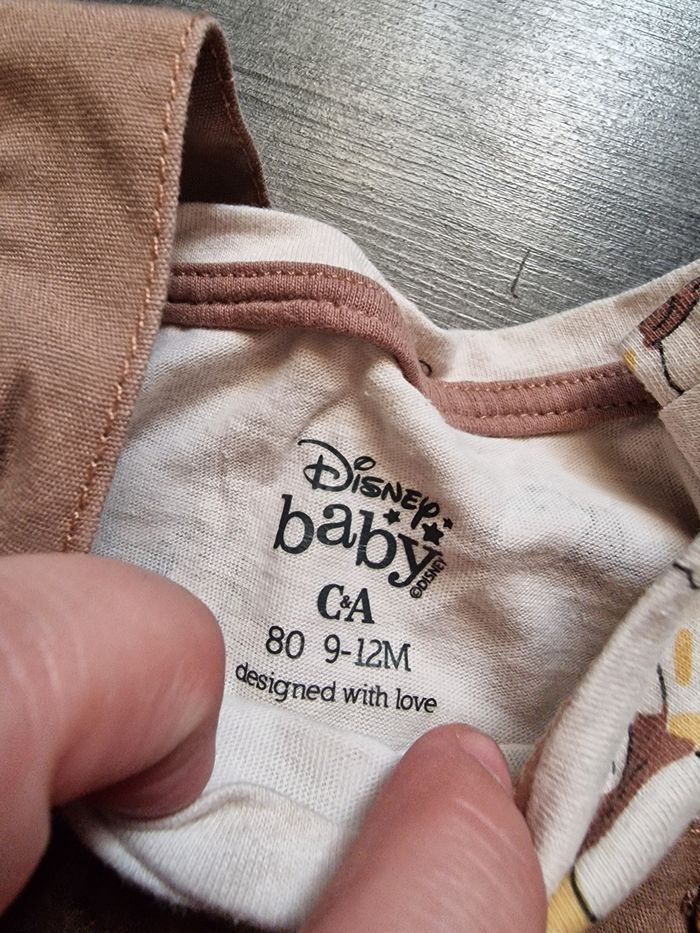 Disney
baby
©DISNEY
C&A
80 9-12M
designed with love